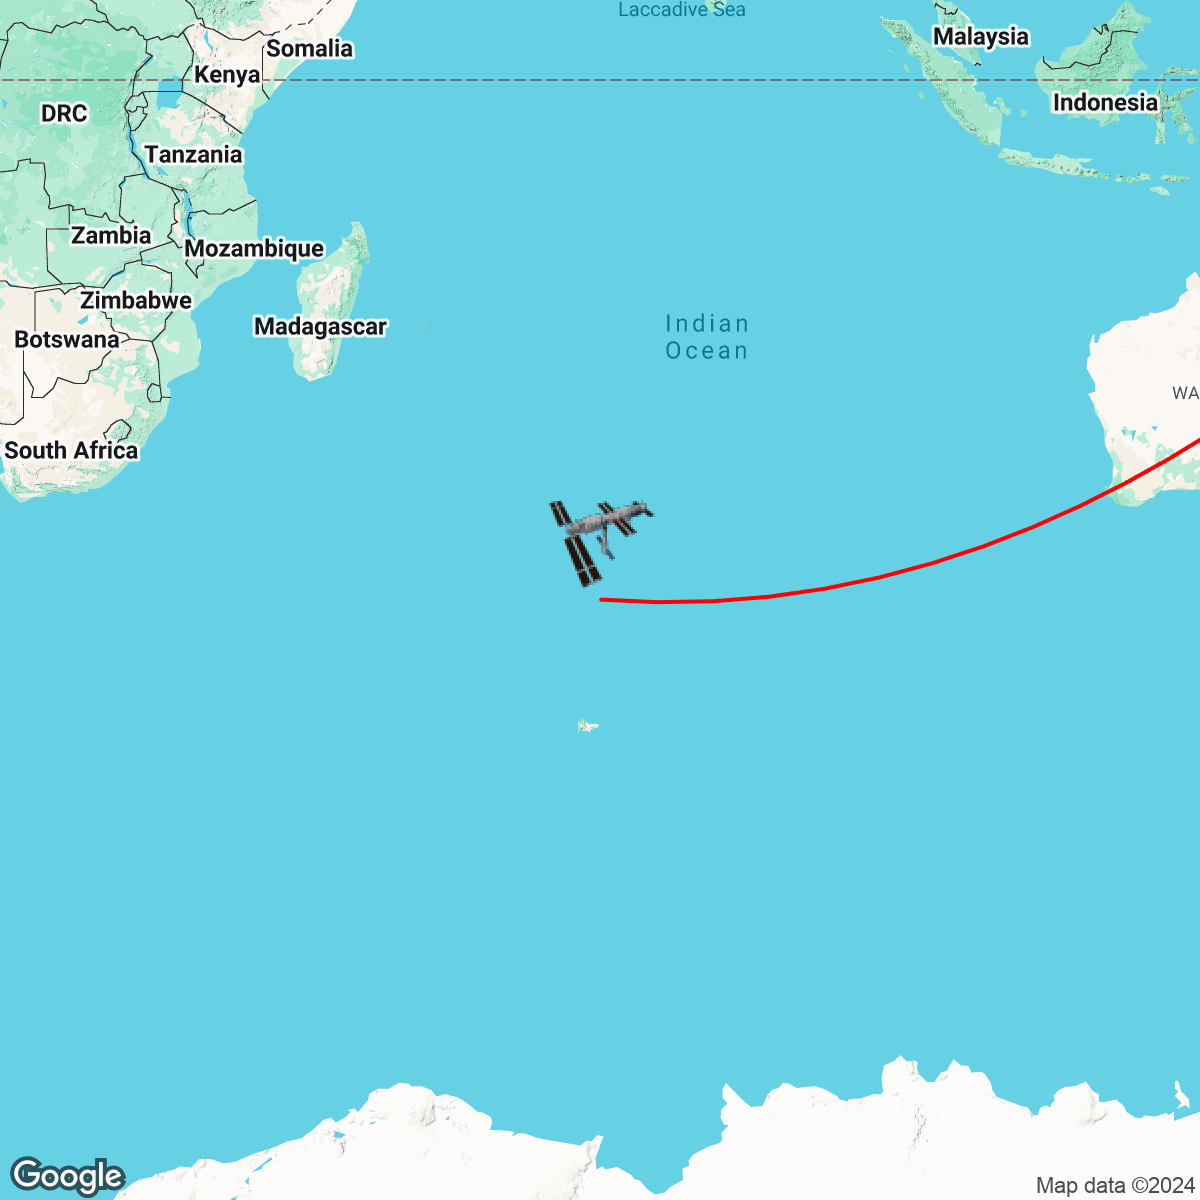 Laccadive Sea
Somalia
Malaysia
Kenya
DRC
Indonesia
Tanzania
Zambia
Mozambique
Zimbabwe
Madagascar
Indian
Ocean
Botswana
WA
South Africa
Google
Map data ©2024